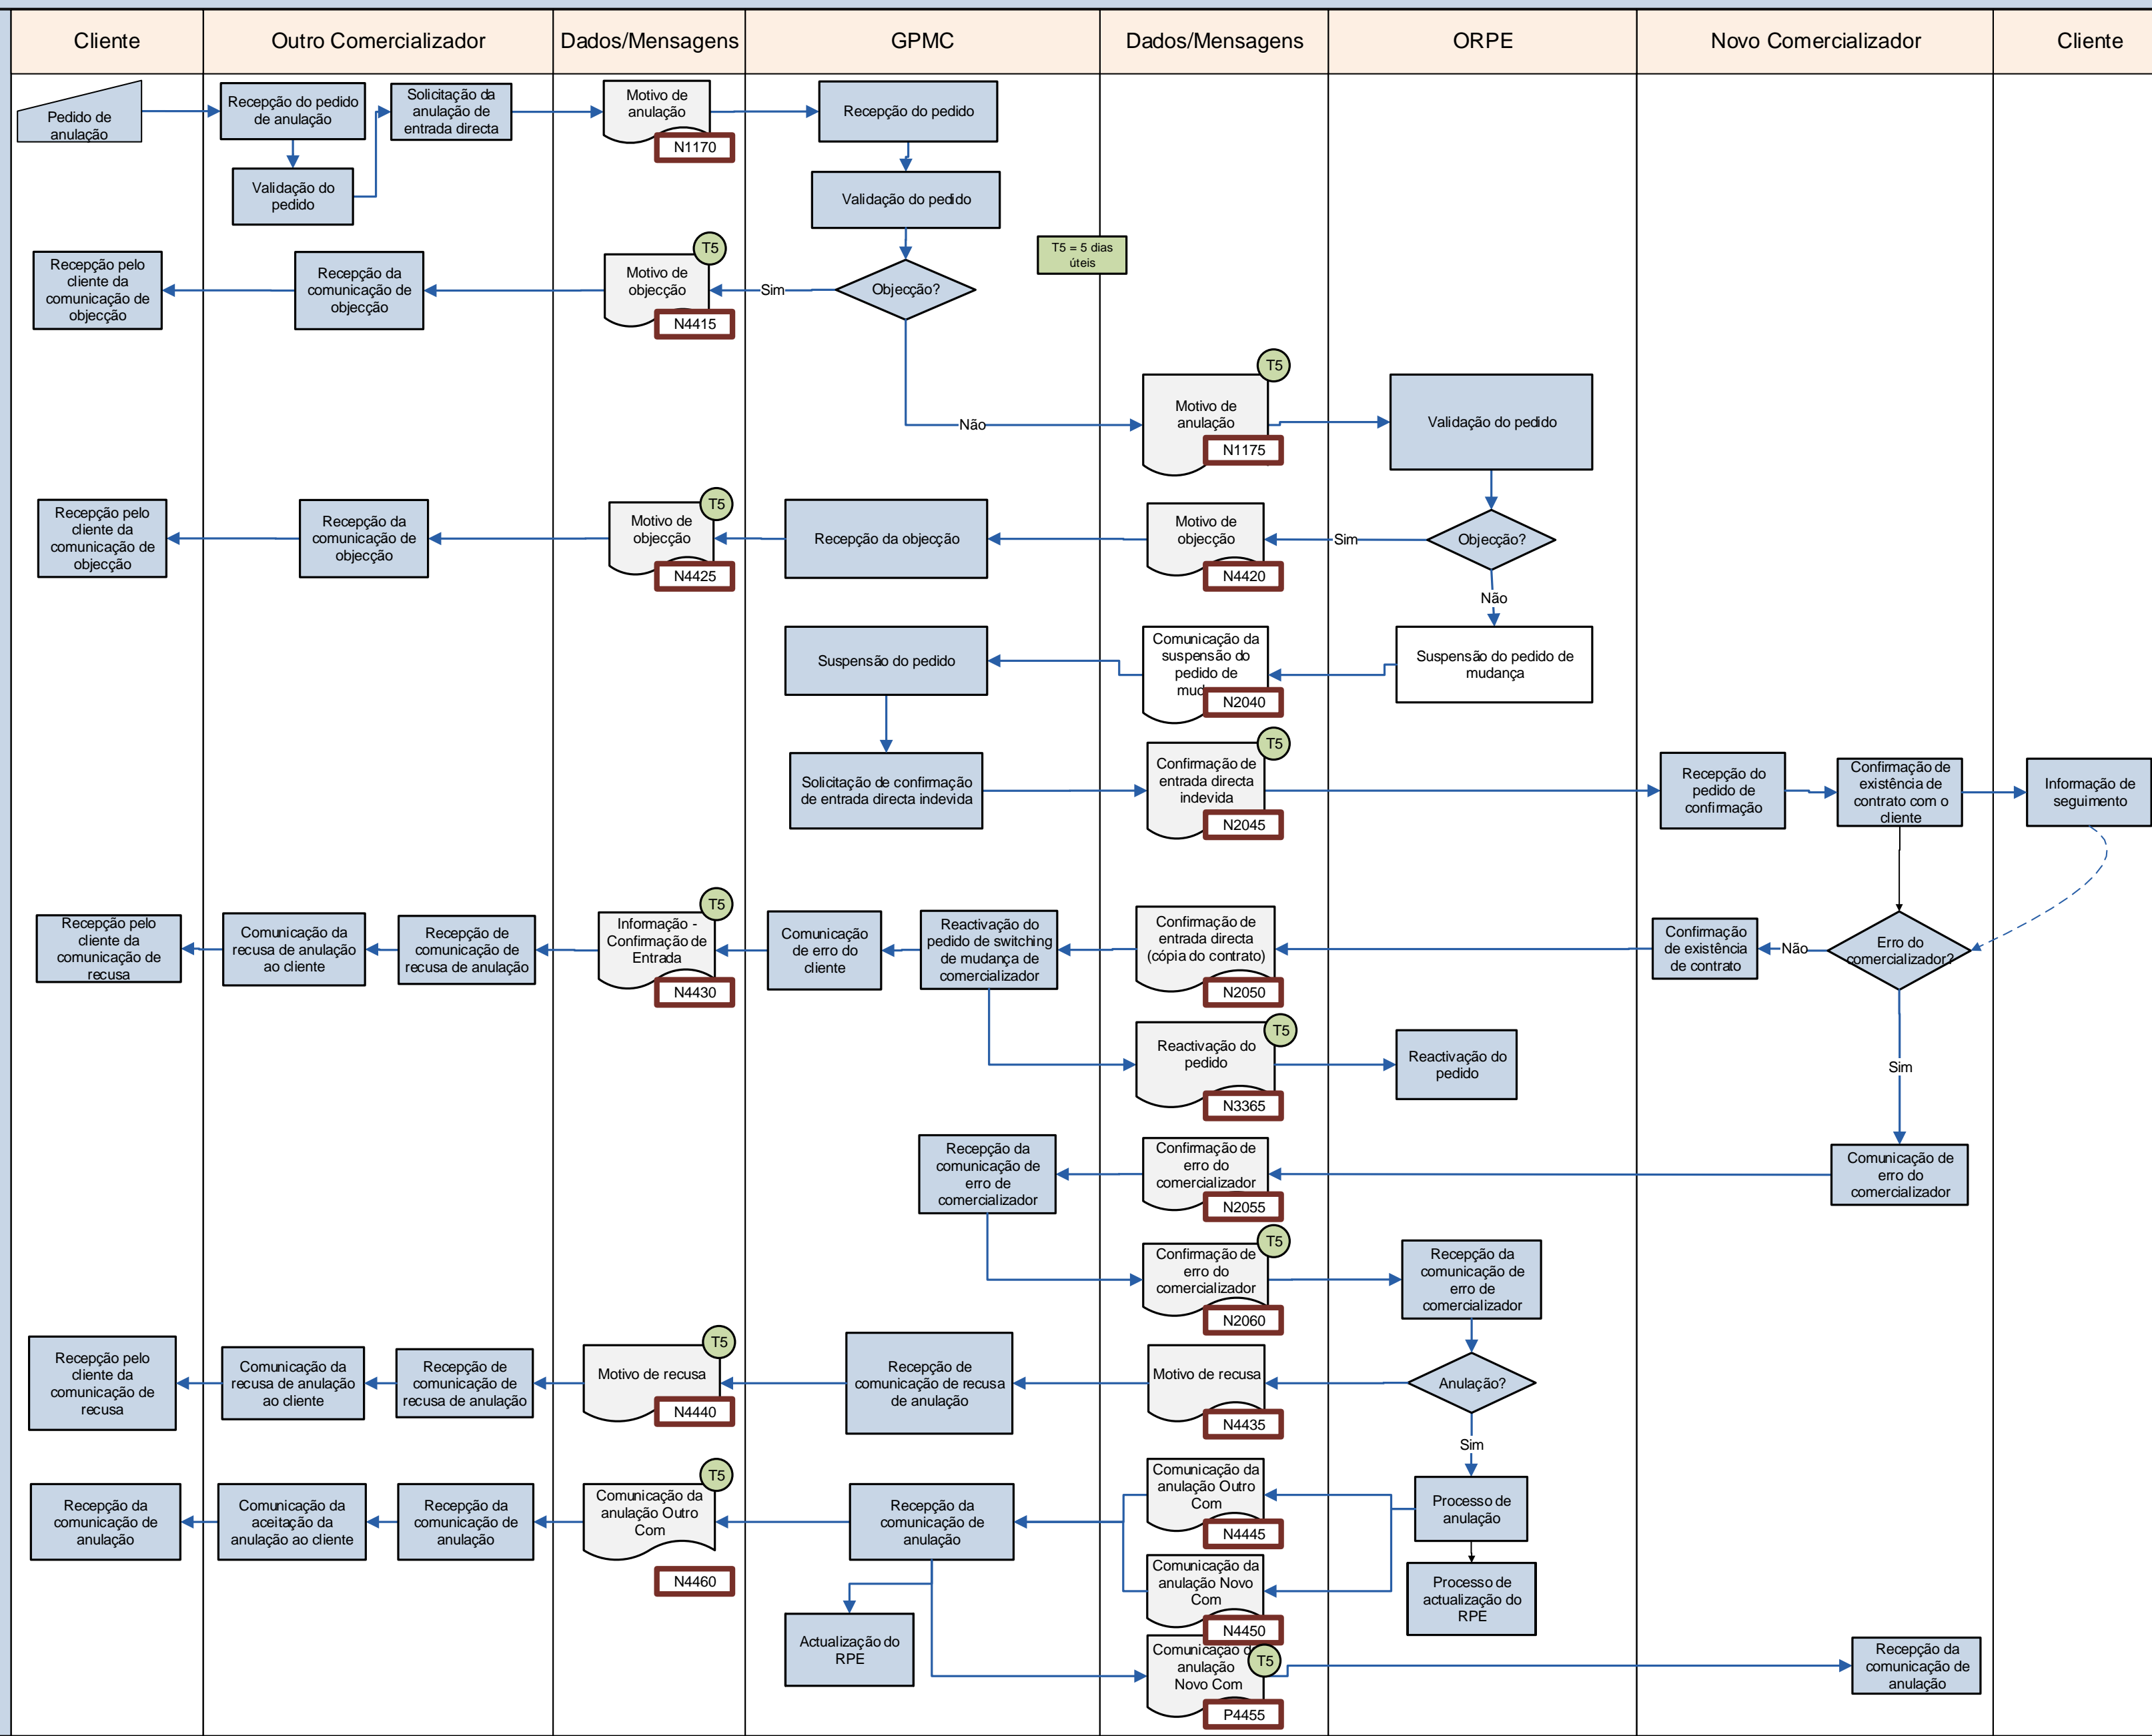 Cliente
Outro Comercializador
Dados/Mensagens
GPMC
Dados/Mensagens
ORPE
Novo Comercializador
Cliente
Pedido de
anulação
Recepção do pedido
de anulação
Solicitação da
anulação de
entrada directa
Motivo de
anulação
N1170
Recepção do pedido
Validação do
pedido
Validação do pedido
T5 = 5 dias
úteis
Recepção pelo
cliente da
comunicação de
objecção
Recepção da
comunicação de
objecção
T5
Motivo de
objecção
N4415
Sim
Objecção?
Não
T5
Motivo de
anulação
N1175
Validação do pedido
Recepção pelo
cliente da
comunicação de
objecção
Recepção da
comunicação de
objecção
T5
Motivo de
objecção
N4425
Recepção da objecção
Motivo de
objecção
N4420
Sim
Objecção?
Não
Suspensão do pedido
Comunicação da
suspensão do
pedido de
N2040
Suspensão do pedido de
mudança
Solicitação de confirmação
de entrada directa indevida
T5
Confirmação de
entrada directa
indevida
N2045
Recepção do
pedido de
confirmação
Confirmação de
existência de
contrato com o
cliente
Informação de
seguimento
Recepção pelo
cliente da
comunicação de
recusa
Comunicação da
recusa de anulação
ao cliente
Recepção de
comunicação de
recusa de anulação
T5
Informação -
Confirmação de
Entrada
N4430
Comunicação
de erro do
cliente
Reactivação do
pedido de switching
de mudança de
comercializador
Confirmação de
entrada directa
(cópia do contrato)
N2050
Confirmação
de existência
de contrato
Não
Erro do
comercializador?
Sim
T5
Reactivação do
pedido
N3365
Reactivação do
pedido
Recepção da
comunicação de
erro de
comercializador
Confirmação de
erro do
comercializador
N2055
Comunicação de
erro do
comercializador
T5
Confirmação de
erro do
comercializador
N2060
Recepção da
comunicação de
erro de
comercializador
Recepção pelo
cliente da
comunicação de
recusa
Comunicação da
recusa de anulação
ao cliente
Recepção de
comunicação de
recusa de anulação
T5
Motivo de recusa
N4440
Recepção de
comunicação de recusa
de anulação
Motivo de recusa
N4435
Anulação?
Sim
Recepção da
comunicação de
anulação
Comunicação da
aceitação da
anulação ao cliente
Recepção da
comunicação de
anulação
T5
Comunicação da
anulação Outro
Com
N4460
Recepção da
comunicação de
anulação
Comunicação da
anulação Outro
Com
N4445
Processo de
anulação
Comunicação da
anulação Novo
Com
N4450
Processo de
actualização do
RPE
Actualização do
RPE
Comunicação
anulação
Novo Com
T5
P4455
Recepção da
comunicação de
anulação